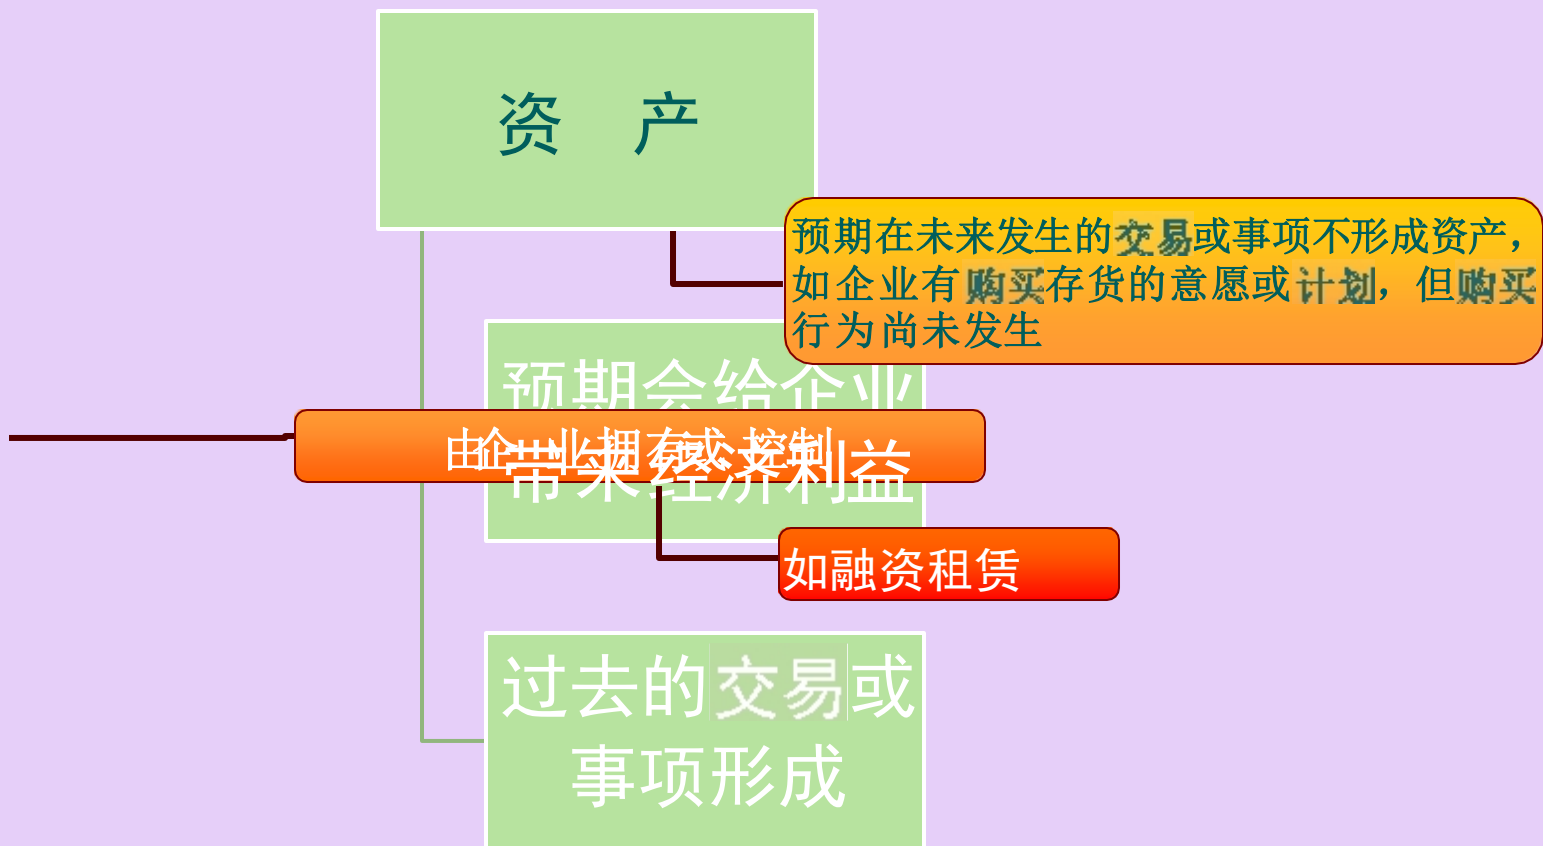 资 产
预期在未来发生的交易或事项不形成资产，
如企业有购买存货的意愿或计划，但购买
行为尚未发生
预期会给企业
由企业拥有或控制
带来经济利益
如融资租赁
过去的交易或
事项形成